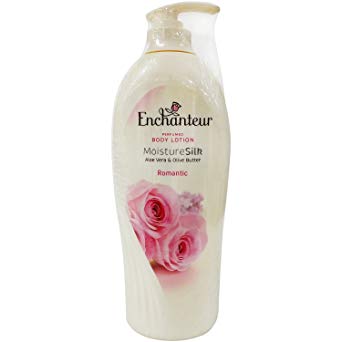 Enchanteur
PERFUMED
BODY LOTION
MoistureSilk
Aloe Vera & Olive Butter
Romantic